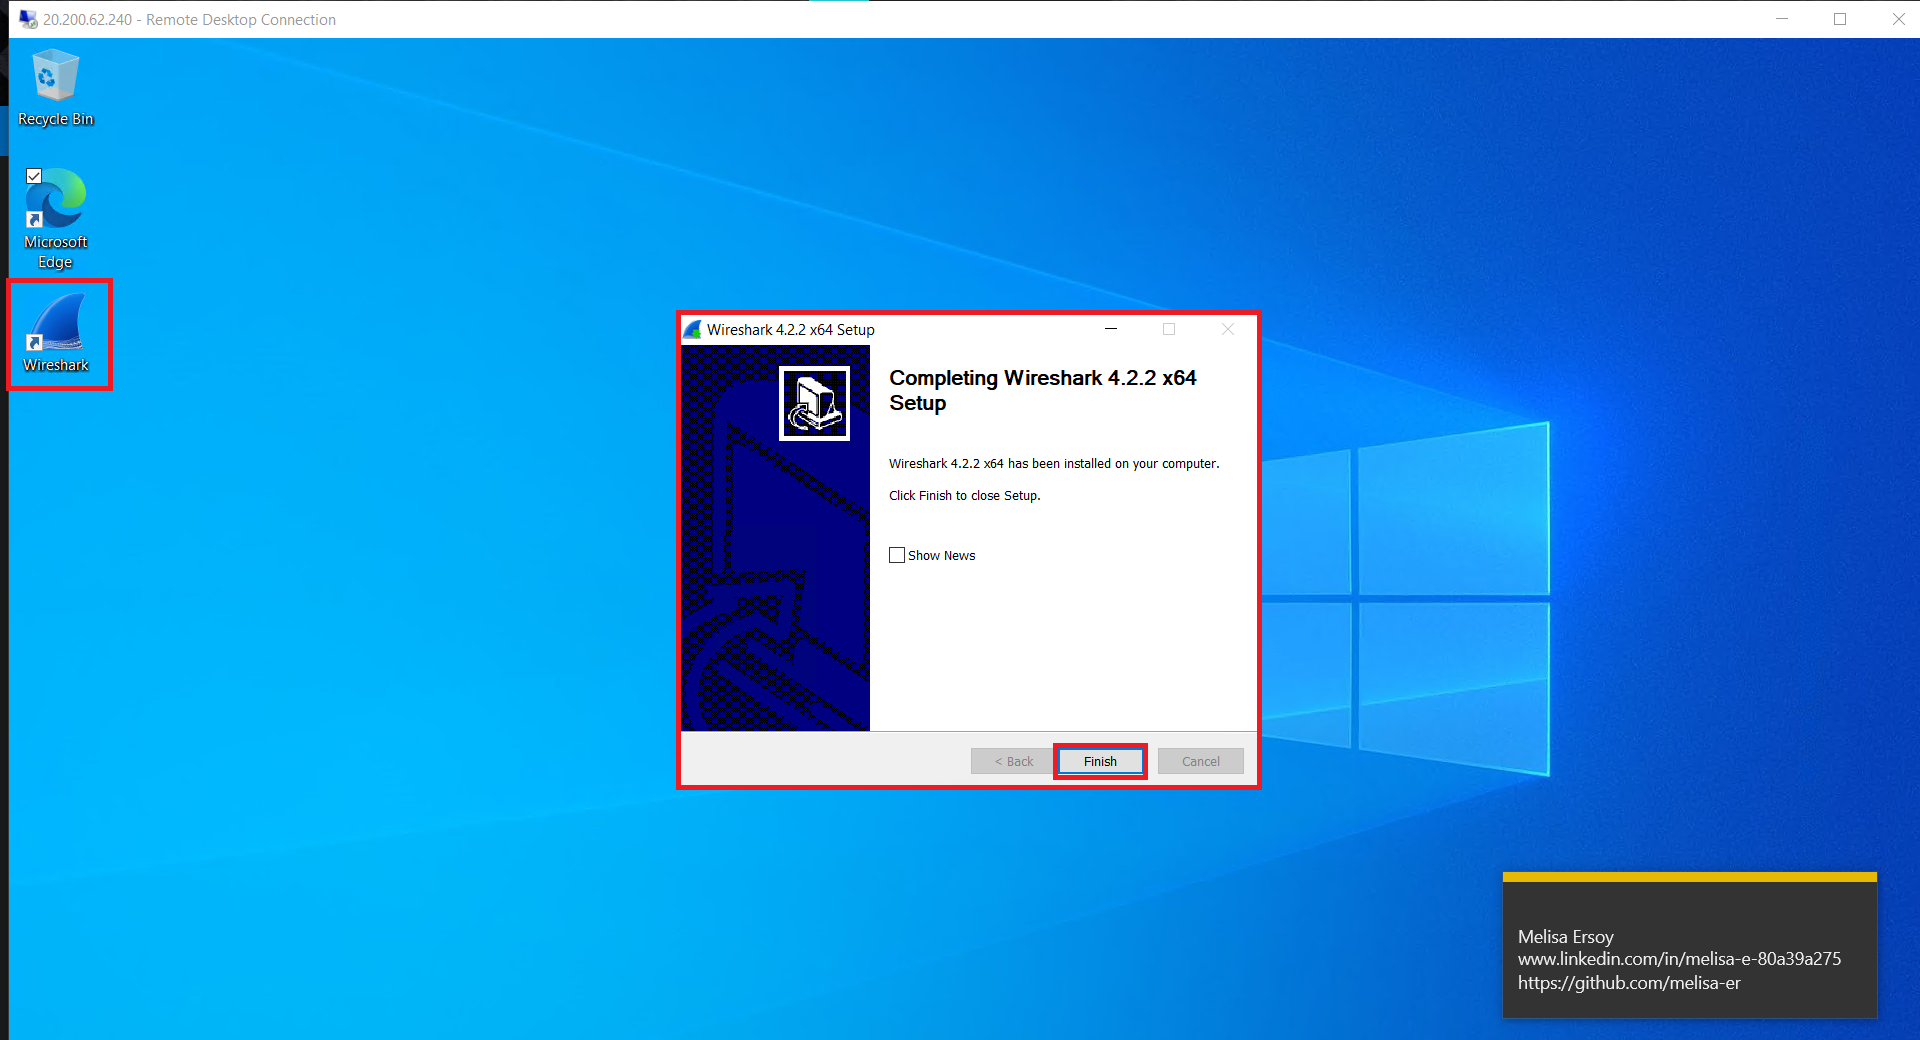 20.200.62.240 - Remote Desktop Connection
Recycle Bin
Microsoft
Edge
Wireshark
Wireshark 4.2.2 x64 Setup
Completing Wireshark 4.2.2 x64
Setup
Wireshark 4.2.2 x64 has been installed on your computer.
Click Finish to close Setup.
Show News
< Back
Finish
Cancel
Melisa Ersoy
www.linkedin.com/in/melisa-e-80a39a275
https://github.com/melisa-er